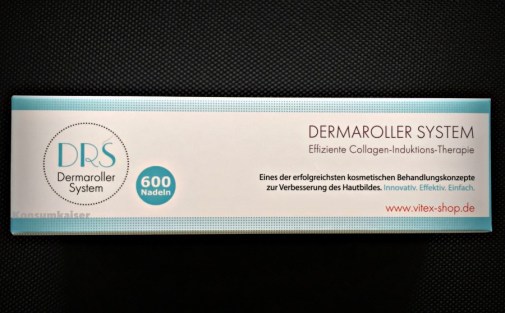 DRS
Dermaroller
System
600
Nadeln
Konsumkaiser
DERMAROLLER SYSTEM
Effiziente Collagen-Induktions-Therapie
Eines der erfolgreichsten kosmetischen Behandlungskonzepte
zur Verbesserung des Hautbildes. Innovativ. Effektiv. Einfach.
www.vitex-shop.de